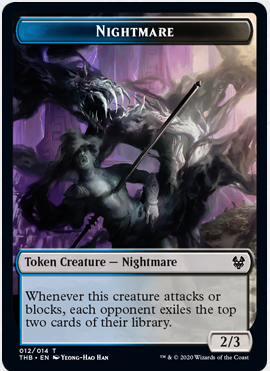 NIGHTMARE
Token Creature — Nightmare
Whenever this creature attacks or
blocks, each opponent exiles the top
two cards of their library.
2/3
012/014 T
THB • EN YEONG-HAO HAN
™ & © 2020 Wizards of the Coast